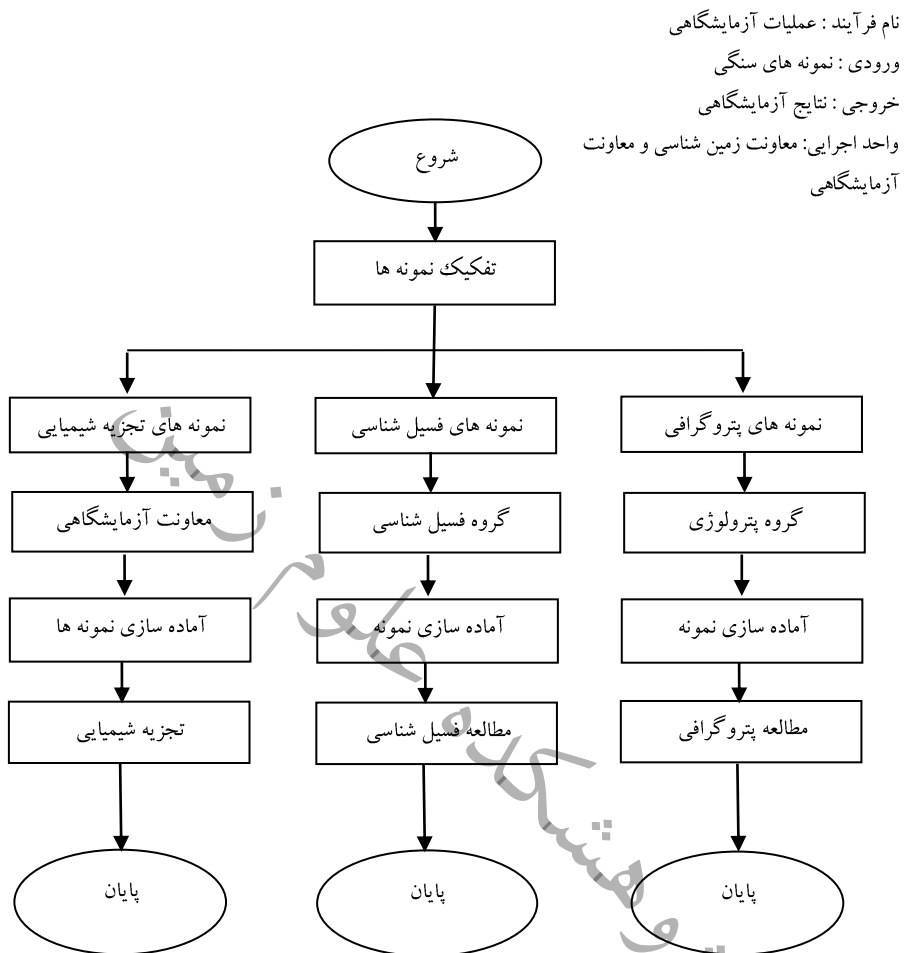 نام فرآیند : عملیات آزمایشگاهی
ورودی : نمونه های سنگی
خروجی : نتایج آزمایشگاهی
واحد اجرایی: معاونت زمین شناسی و معاونت
آزمایشگاهی
شروع
تفکیک نمونه ها
نمونه های پتروگرافی
نمونه های فسیل شناسی
نمونه های تجزیه شیمیایی
گروه پترولوژی
گروه فسیل شناسی
معاونت آزمایشگاهی
آماده سازی نمونه
آماده سازی نمونه
آماده سازی نمونه ها
مطالعه پتروگرافی
مطالعه فسیل شناسی
تجزیه شیمیایی
پایان
پایان
پایان
علوم زمین